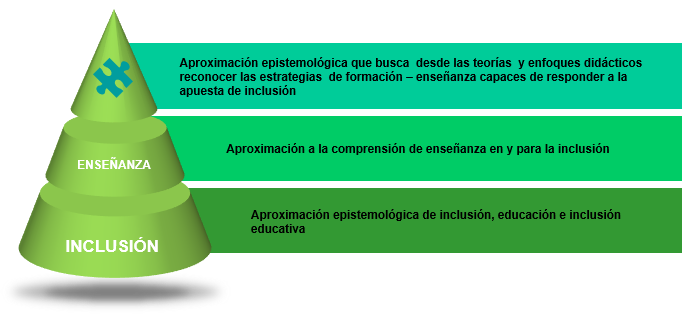 Aproximación epistemológica que busca desde las teorías y enfoques didácticos
reconocer las estrategias de formación – enseñanza capaces de responder a la
apuesta de inclusión
ENSEÑANZA
Aproximación a la comprensión de enseñanza en y para la inclusión
INCLUSIÓN
Aproximación epistemológica de inclusión, educación e inclusión
educativa